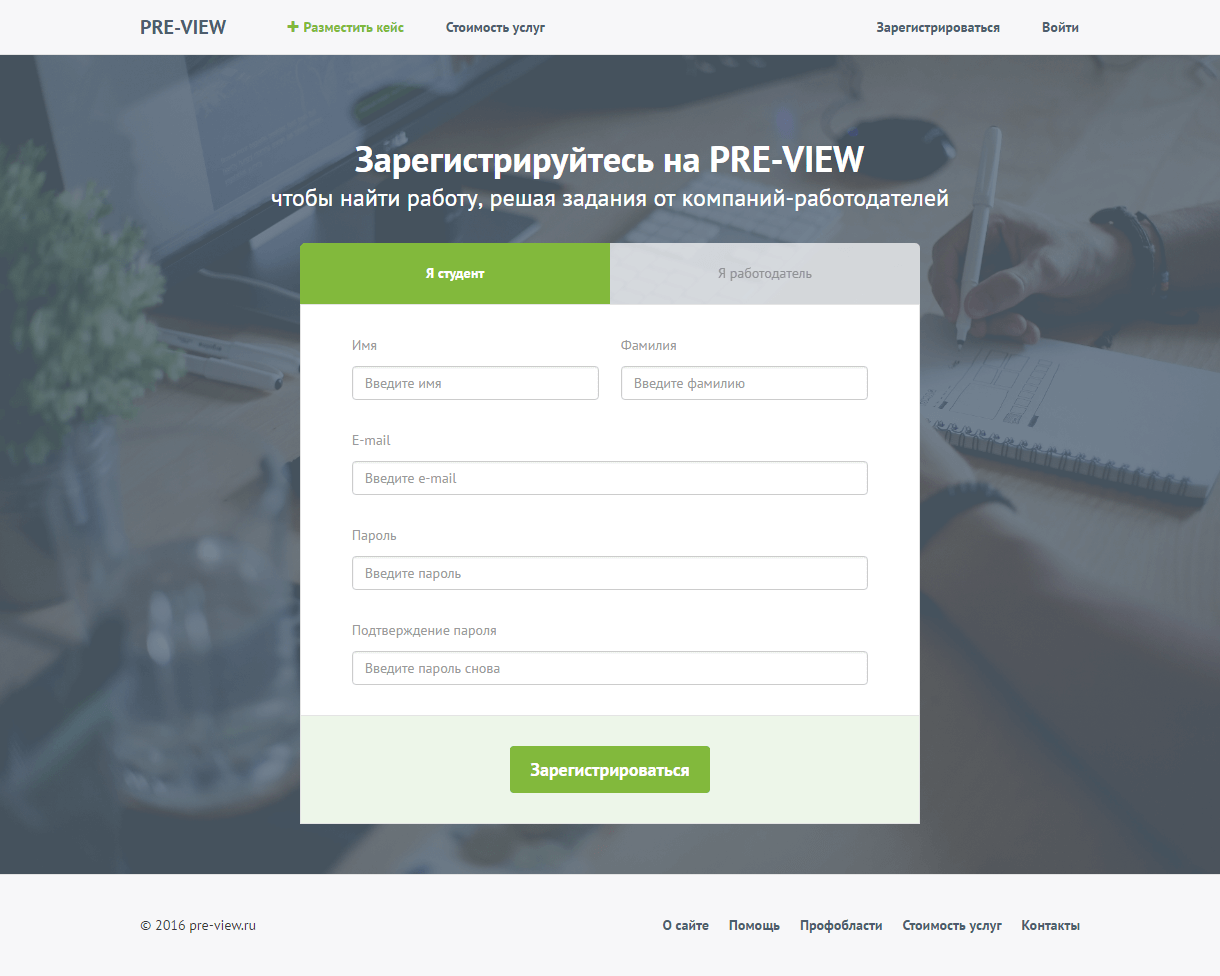 PRE-VIEW
+ Разместить кейс
Стоимость услуг
Зарегистрироваться
Войти
Зарегистрируйтесь на PRE-VIEW
чтобы найти работу, решая задания от компаний-работодателей
Я студент
Я работодатель
Имя
Фамилия
Введите имя
Введите фамилию
E-mail
Введите e-mail
Пароль
Введите пароль
Подтверждение пароля
Введите пароль снова
Зарегистрироваться
© 2016 pre-view.ru
О сайте
Помощь
Профобласти
Стоимость услуг
Контакты